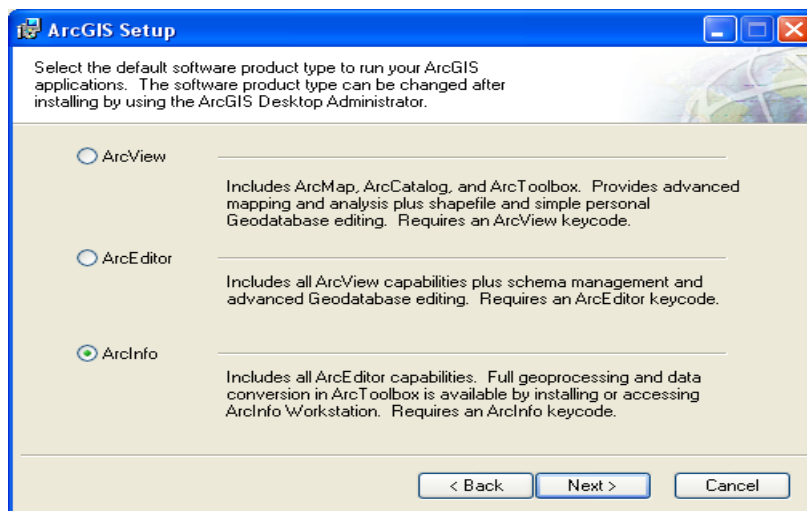 ArcGIS Setup
Select the default software product type to run your ArcGIS
applications. The software product type can be changed after
installing by using the ArcGIS Desktop Administrator.
ArcView
Includes ArcMap, ArcCatalog, and ArcToolbox. Provides advanced
mapping and analysis plus shapefile and simple personal
Geodatabase editing. Requires an ArcView keycode.
ArcEditor
Includes all ArcView capabilities plus schema management and
advanced Geodatabase editing. Requires an ArcEditor keycode.
ArcInfo
Includes all ArcEditor capabilities. Full geoprocessing and data
conversion in ArcToolbox is available by installing or accessing
ArcInfo Workstation. Requires an ArcInfo keycode.
< Back Next > Cancel